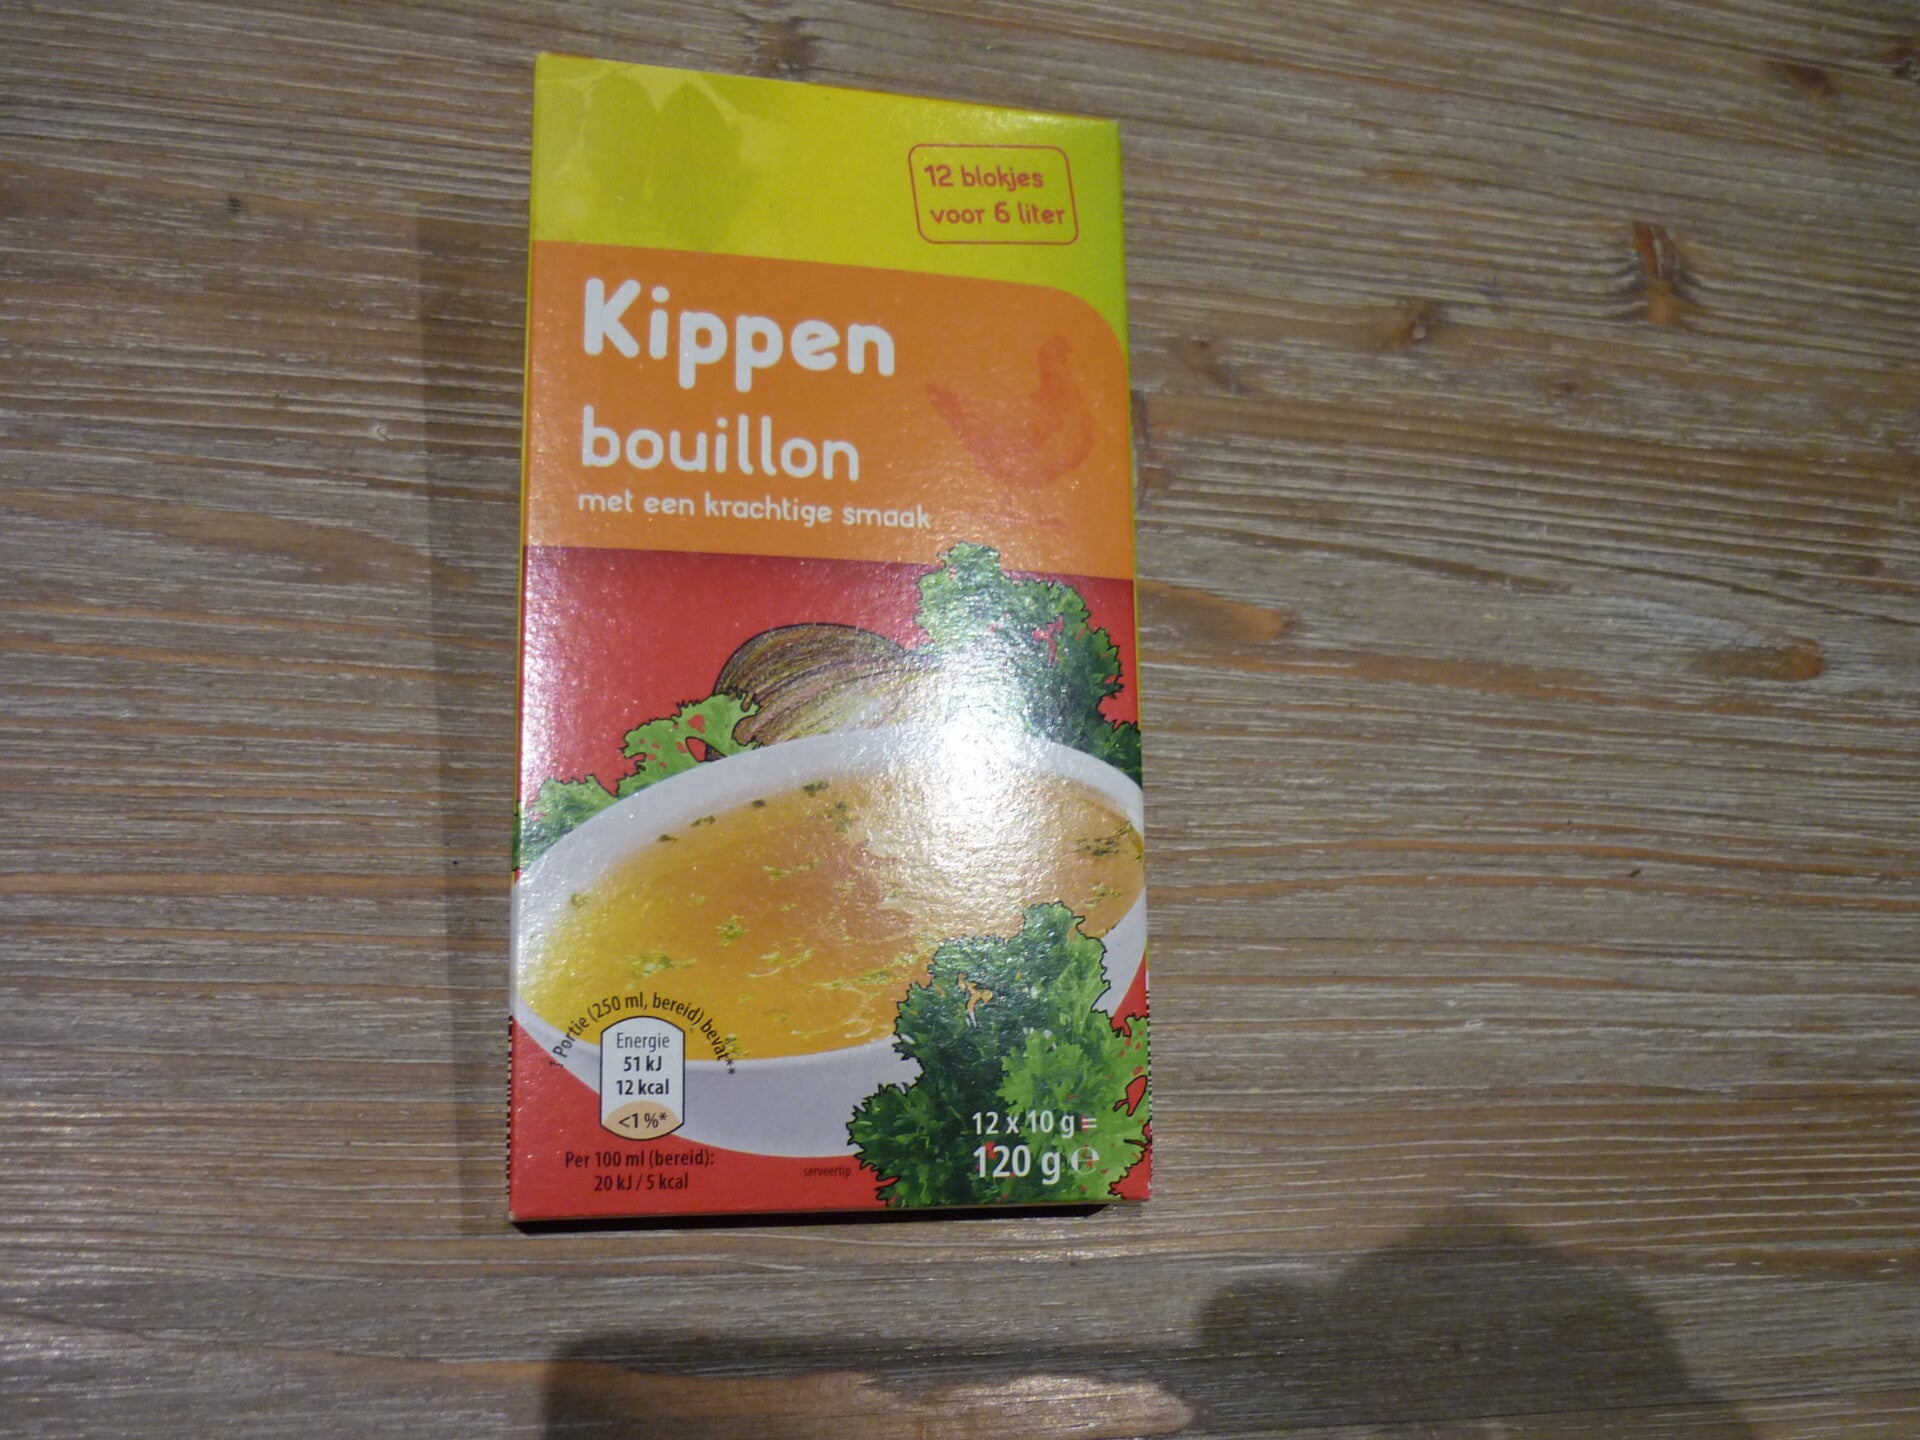 12 blokjes
voor 6 liter
Kippen
bouillon
met een krachtige smaak
1 Portie (250 ml, bereid) bevat**
Energie
51 kJ
12 kcal
<1 %*
Per 100 ml (bereid):
20 kJ / 5 kcal
serveertip
12 x 10 g =
120 g ℮